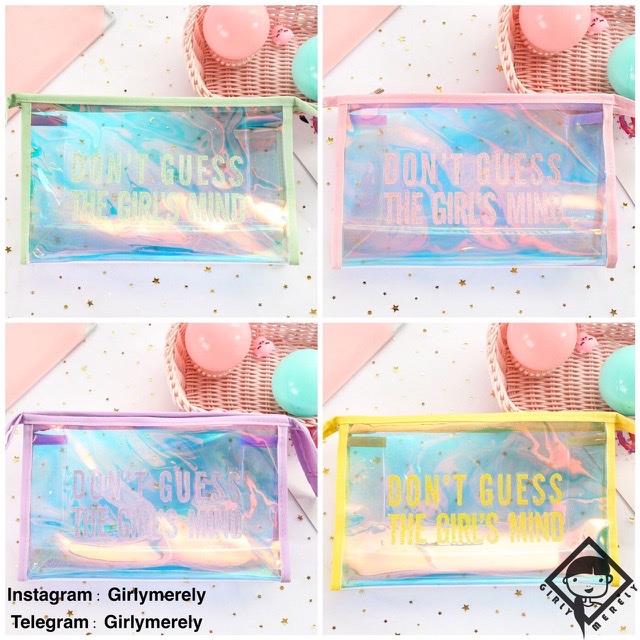 DON'T GUESS
THE GIRL'S MIND
DON'T GUESS
THE GIRL'S MIND
DON'T GUESS
THE GIRL'S MIND
DON'T GUESS
THE GIRL'S MIND
Instagram： Girlymerely
Telegram： Girlymerely
GIRLY MERELY